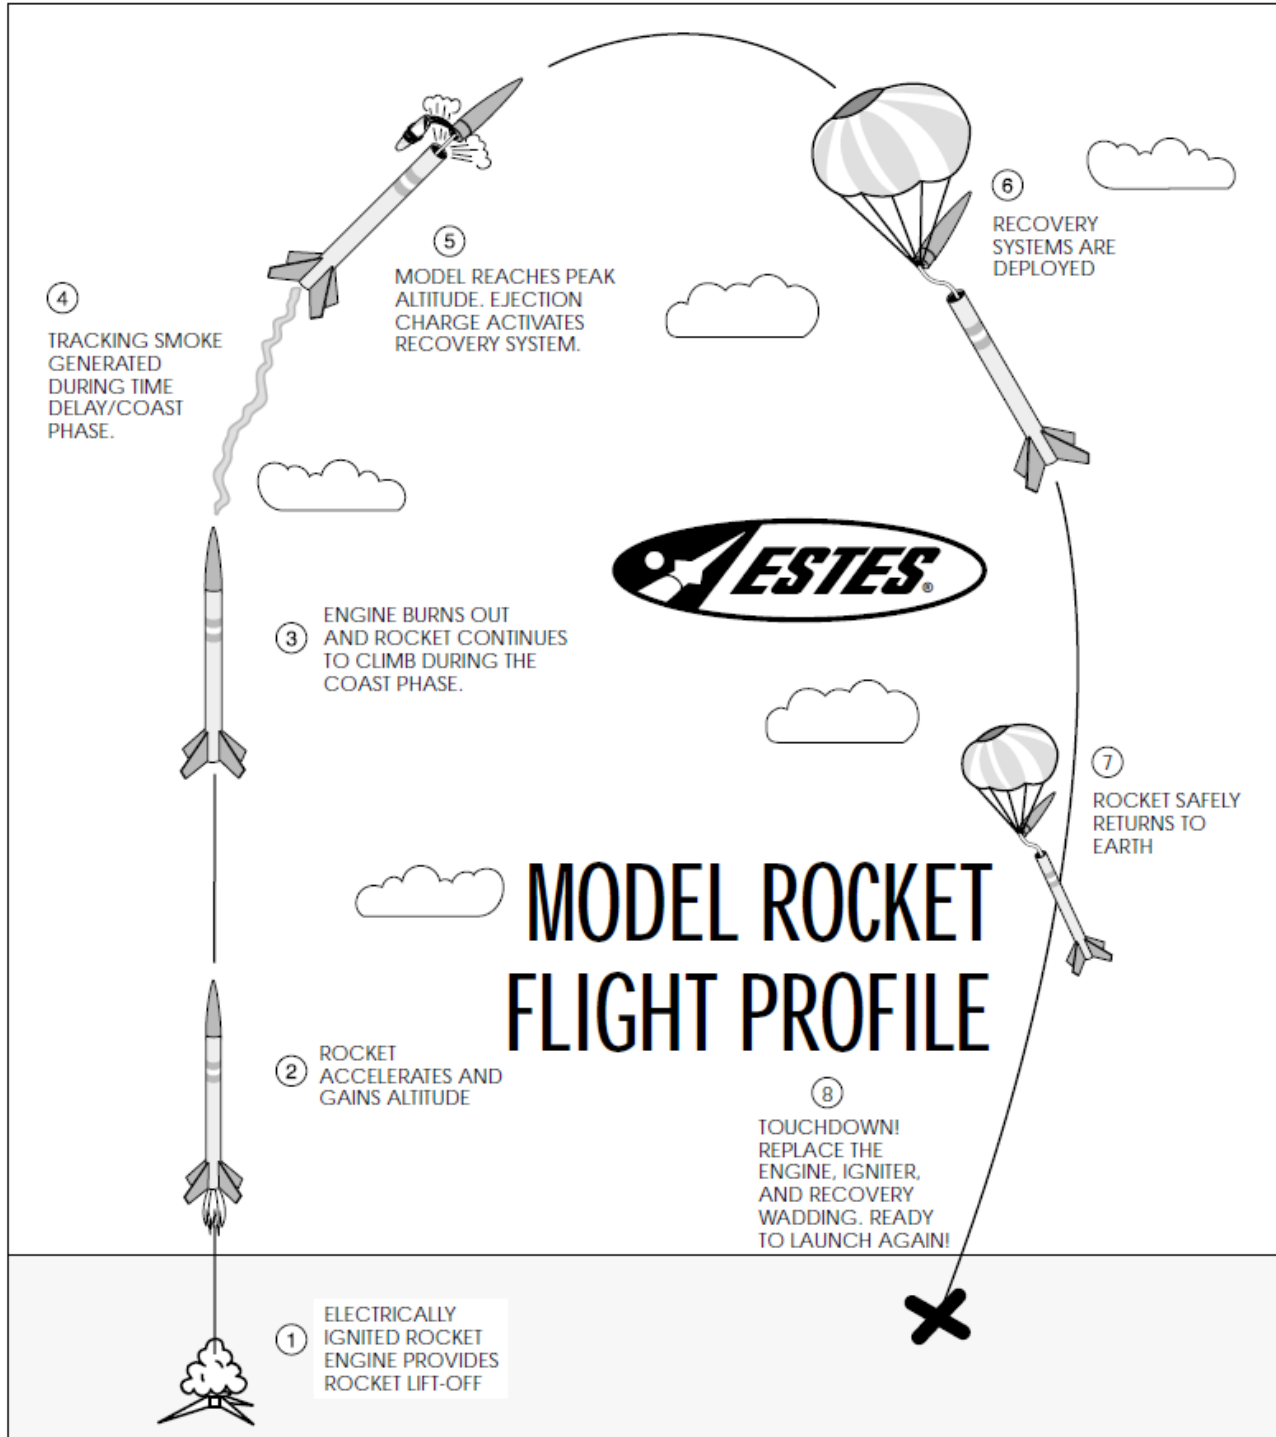 4
TRACKING SMOKE
GENERATED
DURING TIME
DELAY/COAST
PHASE.
5
MODEL REACHES PEAK
ALTITUDE. EJECTION
CHARGE ACTIVATES
RECOVERY SYSTEM.
6
RECOVERY
SYSTEMS ARE
DEPLOYED
ESTES®
3
ENGINE BURNS OUT
AND ROCKET CONTINUES
TO CLIMB DURING THE
COAST PHASE.
7
ROCKET SAFELY
RETURNS TO
EARTH
MODEL ROCKET
FLIGHT PROFILE
2
ROCKET
ACCELERATES AND
GAINS ALTITUDE
8
TOUCHDOWN!
REPLACE THE
ENGINE, IGNITER,
AND RECOVERY
WADDING. READY
TO LAUNCH AGAIN!
1
ELECTRICALLY
IGNITED ROCKET
ENGINE PROVIDES
ROCKET LIFT-OFF